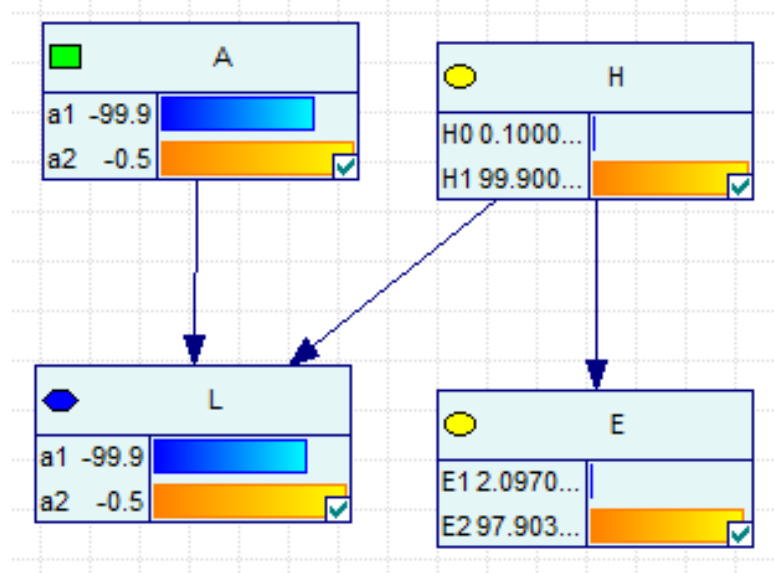 A
a1 -99.9
a2 -0.5
H
H0 0.1000...
H1 99.900...
L
a1 -99.9
a2 -0.5
E
E1 2.0970...
E2 97.903...